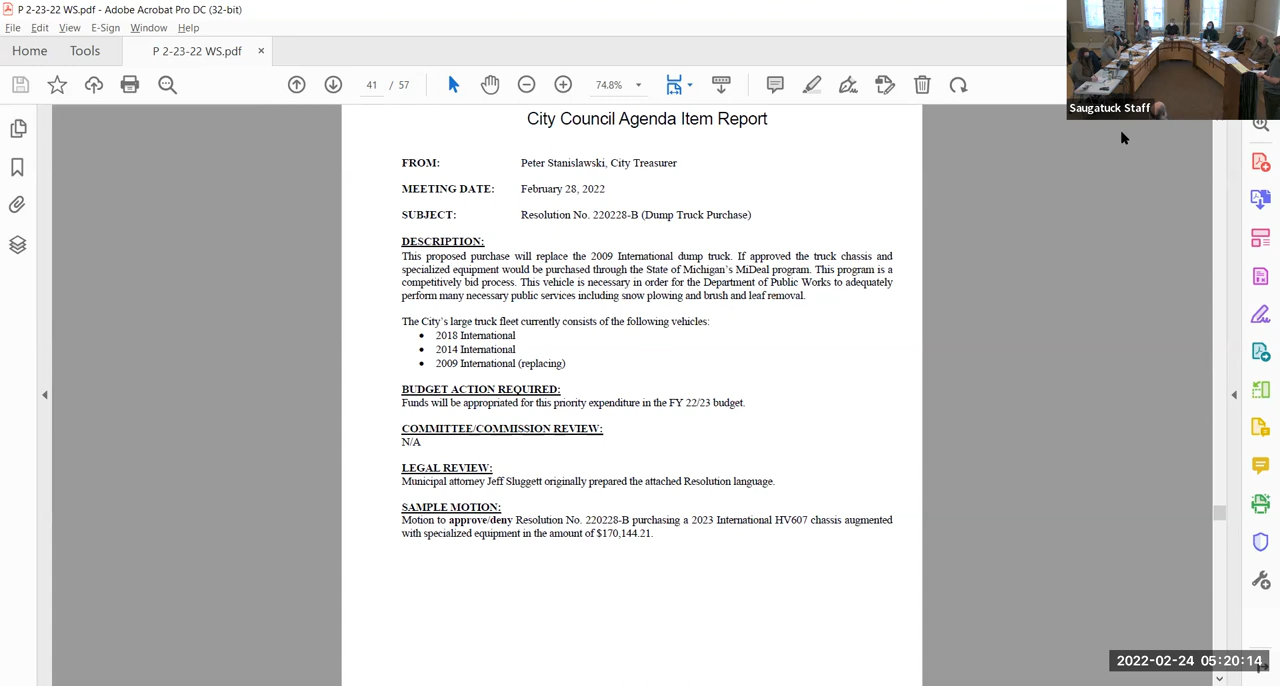 P 2-23-22 WS.pdf - Adobe Acrobat Pro DC (32-bit)
File Edit View E-Sign Window Help
Home Tools P 2-23-22 WS.pdf ×
41 / 57 74.8%
Saugatuck Staff
City Council Agenda Item Report
FROM: Peter Stanislawski, City Treasurer
MEETING DATE: February 28, 2022
SUBJECT: Resolution No. 220228-B (Dump Truck Purchase)
DESCRIPTION:
This proposed purchase will replace the 2009 International dump truck. If approved the truck chassis and
specialized equipment would be purchased through the State of Michigan's MiDeal program. This program is a
competitively bid process. This vehicle is necessary in order for the Department of Public Works to adequately
perform many necessary public services including snow plowing and brush and leaf removal.
The City's large truck fleet currently consists of the following vehicles:
• 2018 International
• 2014 International
• 2009 International (replacing)
BUDGET ACTION REQUIRED:
Funds will be appropriated for this priority expenditure in the FY 22/23 budget.
COMMITTEE/COMMISSION REVIEW:
N/A
LEGAL REVIEW:
Municipal attorney Jeff Sluggett originally prepared the attached Resolution language.
SAMPLE MOTION:
Motion to approve/deny Resolution No. 220228-B purchasing a 2023 International HV607 chassis augmented
with specialized equipment in the amount of $170,144.21.
2022-02-24 05:20:14